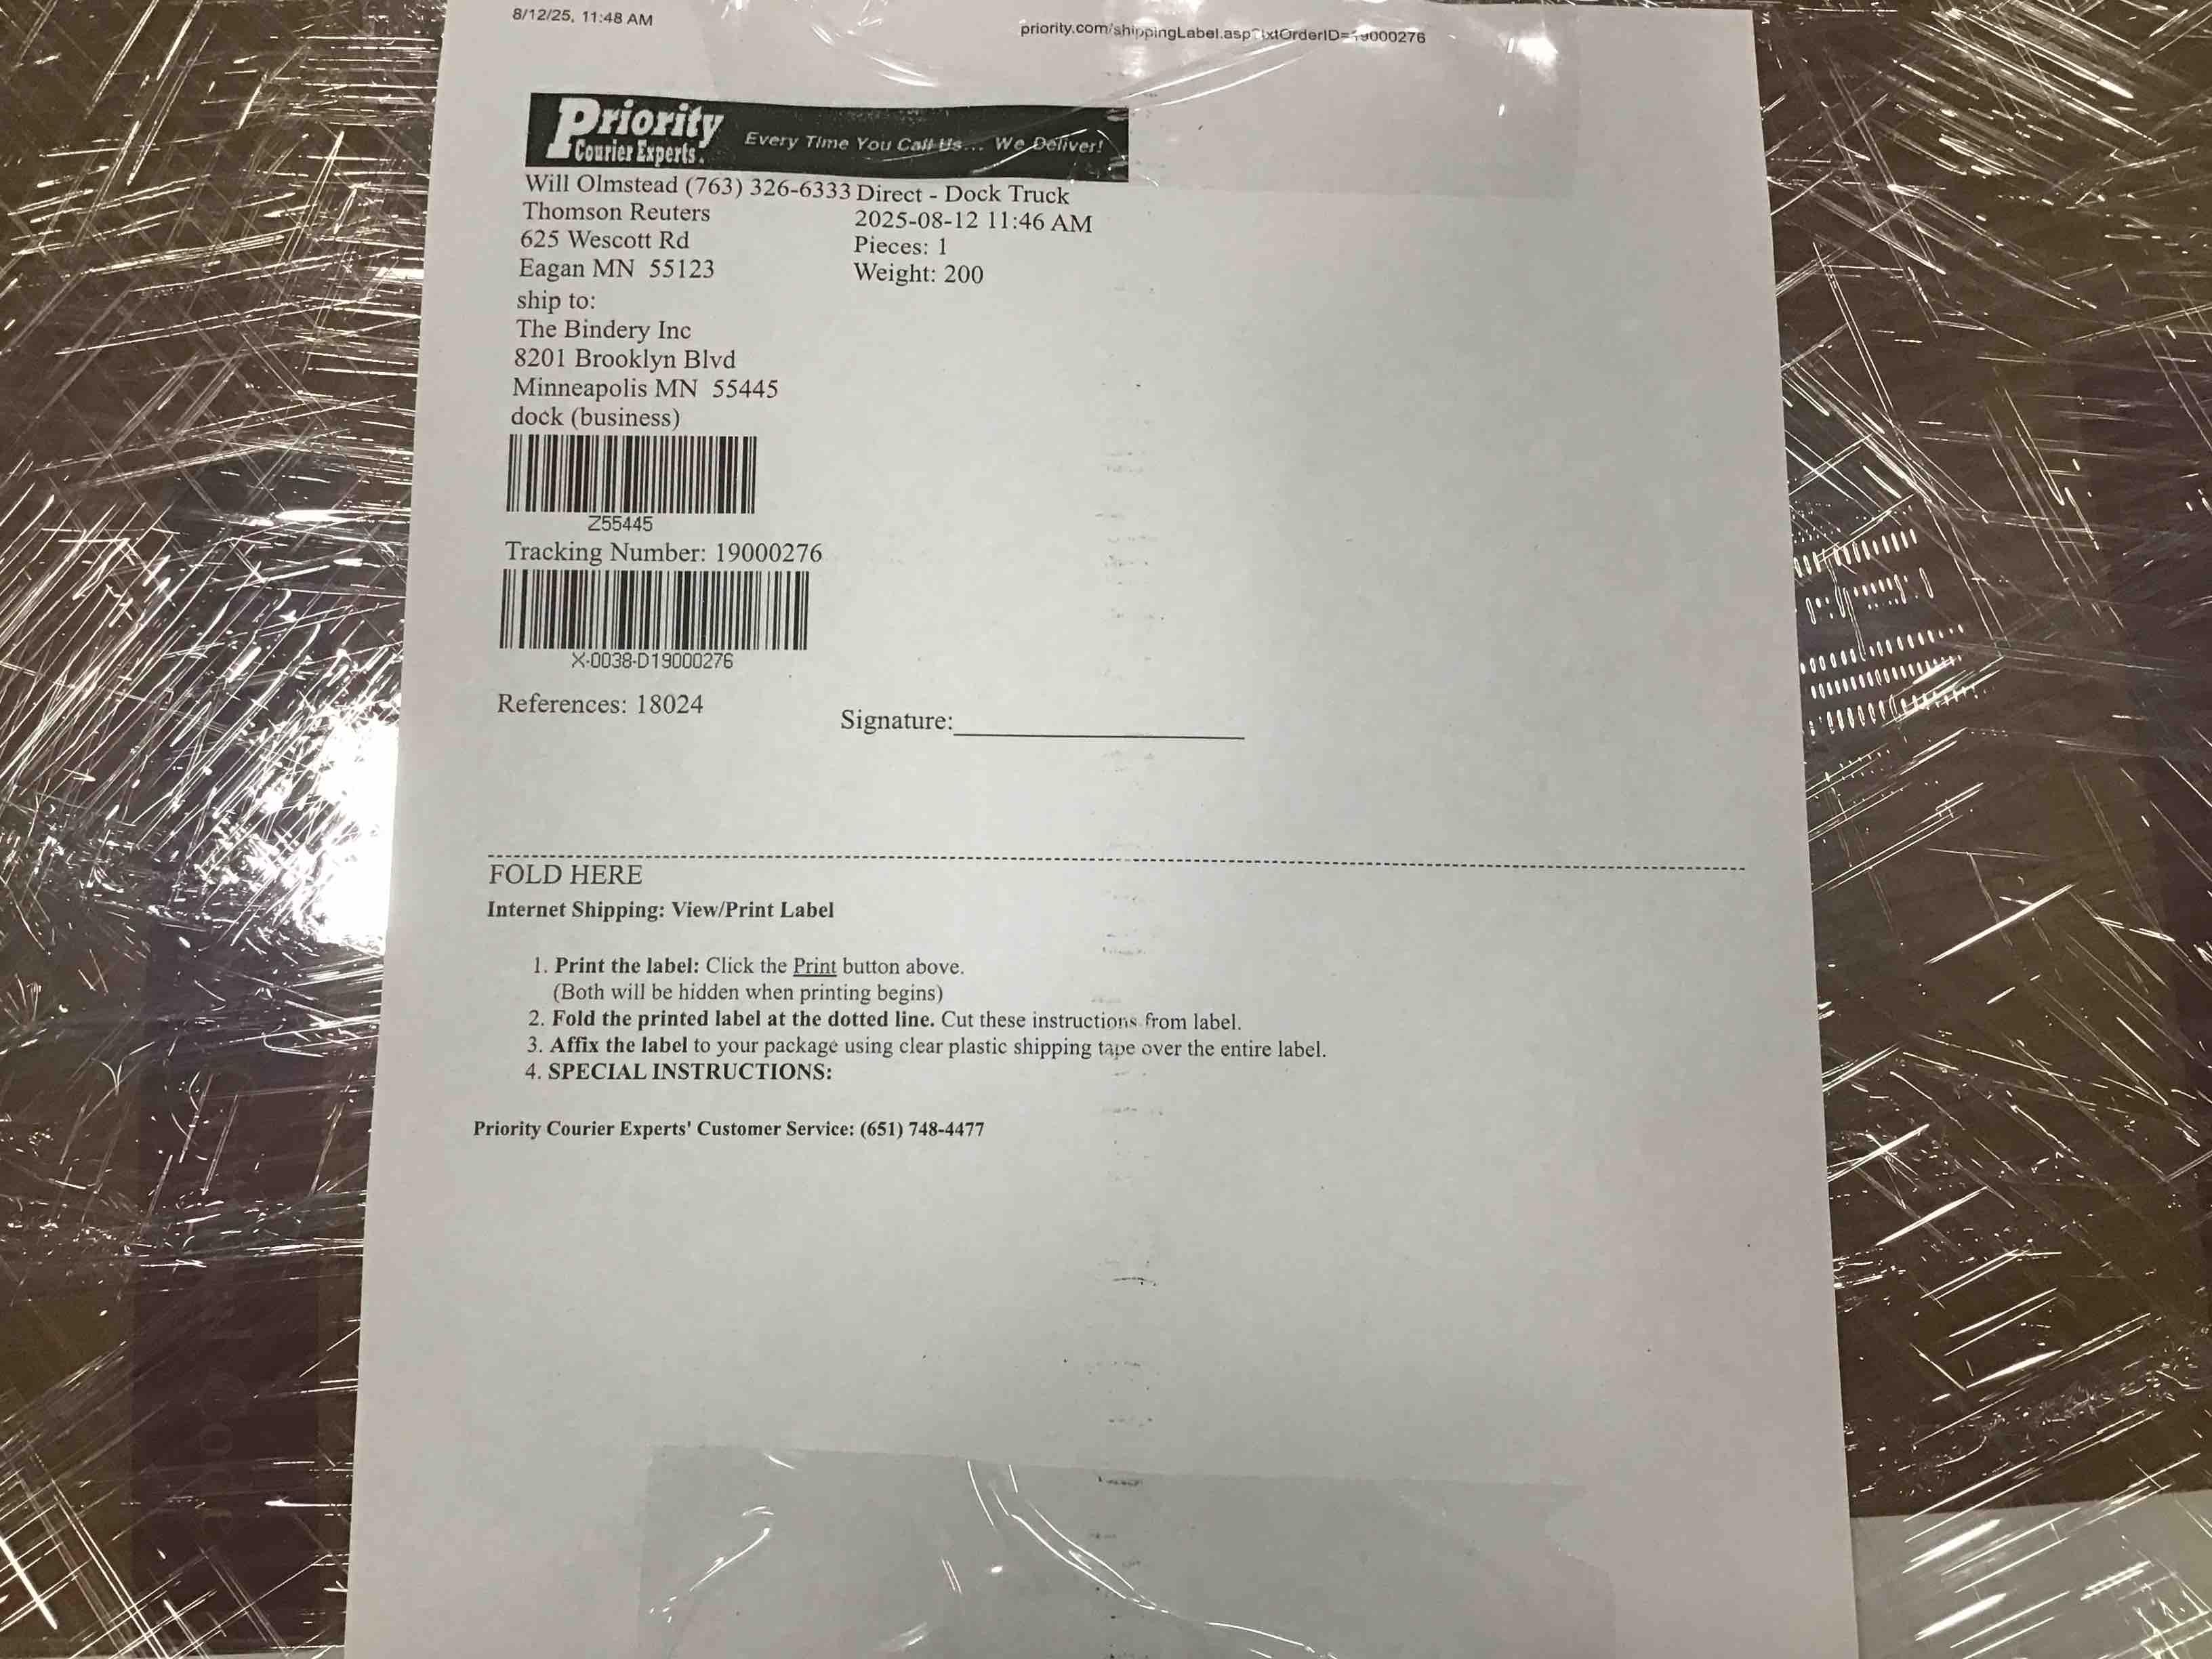 8/12/25, 11:48 AM
priority.com/shippingLabel.asp?txtOrderID=19000276
Priority
Courier Experts.
Every Time You Call Us... We Deliver!
Will Olmstead (763) 326-6333 Direct - Dock Truck
Thomson Reuters
2025-08-12 11:46 AM
625 Wescott Rd
Pieces: 1
Eagan MN 55123
Weight: 200
ship to:
The Bindery Inc
8201 Brooklyn Blvd
Minneapolis MN 55445
dock (business)
Z55445
Tracking Number: 19000276
X-0038-D19000276
References: 18024
Signature:
FOLD HERE
Internet Shipping: View/Print Label
1. Print the label: Click the Print button above.
(Both will be hidden when printing begins)
2. Fold the printed label at the dotted line. Cut these instructions from label.
3. Affix the label to your package using clear plastic shipping tape over the entire label.
4. SPECIAL INSTRUCTIONS:
Priority Courier Experts' Customer Service: (651) 748-4477